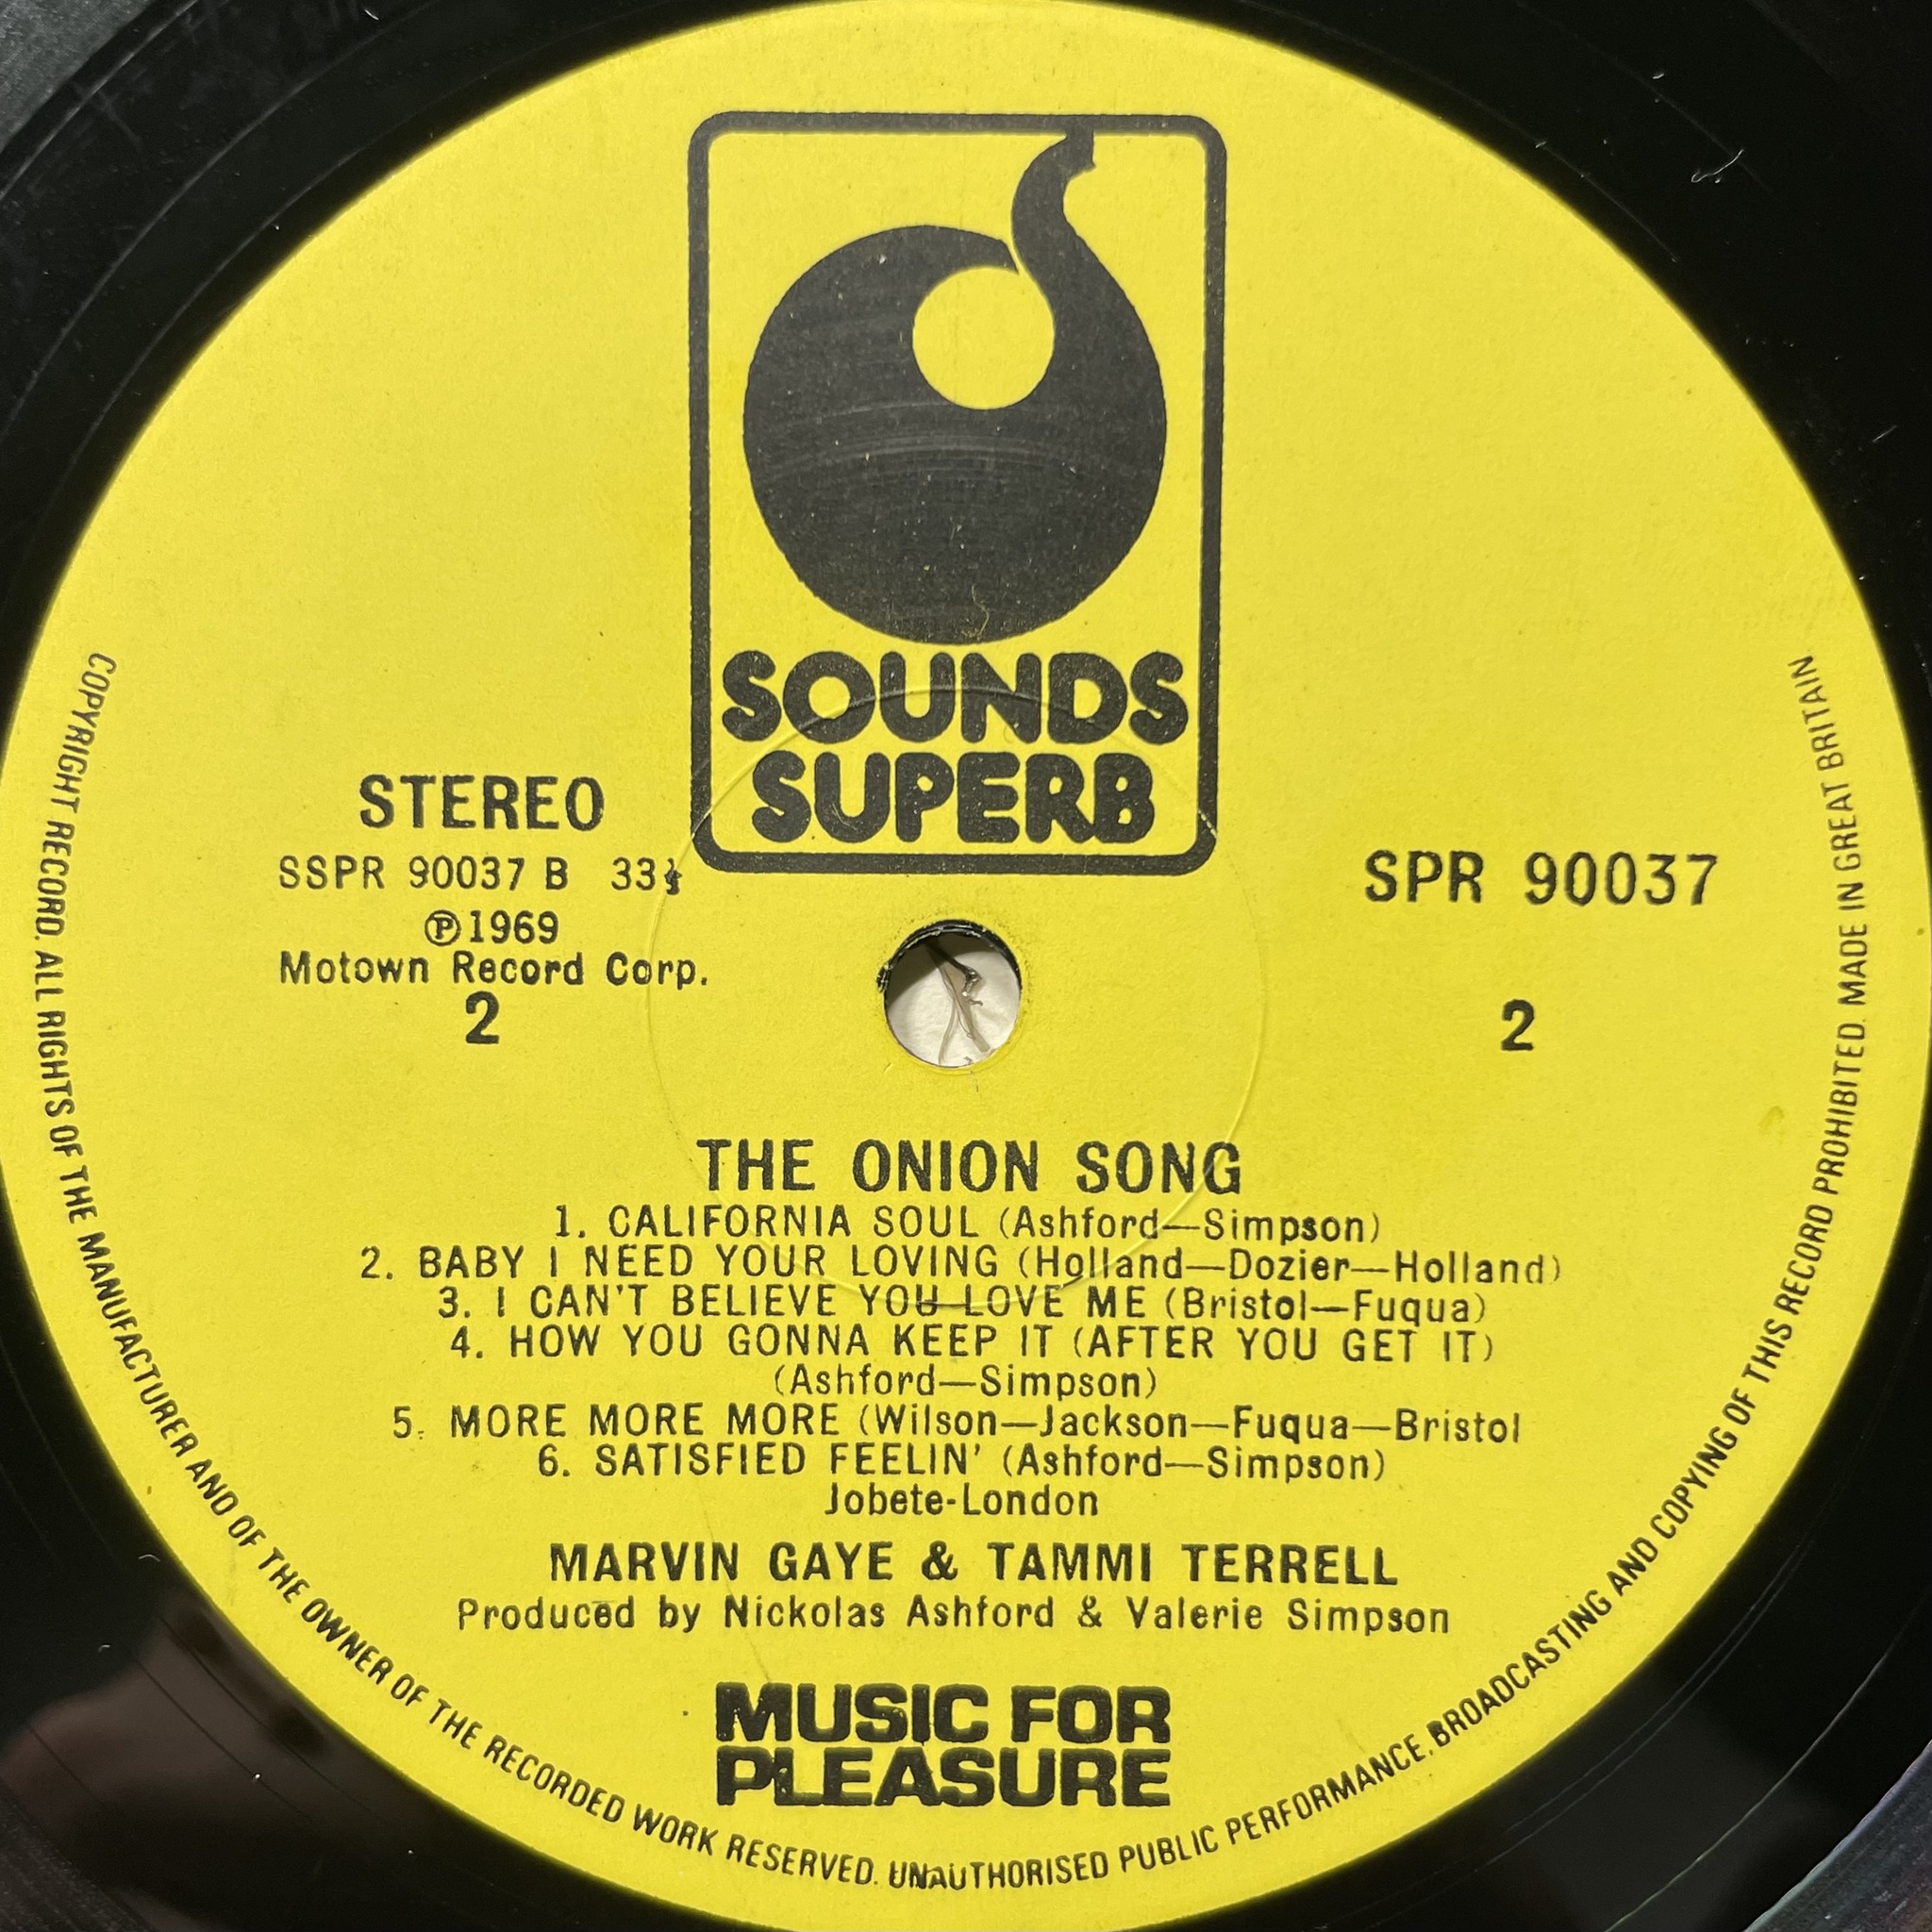 SOUNDS
SUPERB
STEREO
SSPR 90037 B 33⅓
℗1969
Motown Record Corp.
2
SPR 90037
2
THE ONION SONG
1. CALIFORNIA SOUL (Ashford—Simpson)
2. BABY I NEED YOUR LOVING (Holland—Dozier—Holland)
3. I CAN'T BELIEVE YOU LOVE ME (Bristol—Fuqua)
4. HOW YOU GONNA KEEP IT (AFTER YOU GET IT)
(Ashford—Simpson)
5. MORE MORE MORE (Wilson—Jackson—Fuqua—Bristol
6. SATISFIED FEELIN' (Ashford—Simpson)
Jobete-London
MARVIN GAYE & TAMMI TERRELL
Produced by Nickolas Ashford & Valerie Simpson
MUSIC FOR
PLEASURE
COPYRIGHT RECORD. ALL RIGHTS OF THE MANUFACTURER AND OF THE OWNER OF THE RECORDED WORK RESERVED. UNAUTHORISED PUBLIC PERFORMANCE, BROADCASTING AND COPYING OF THIS RECORD PROHIBITED. MADE IN GREAT BRITAIN